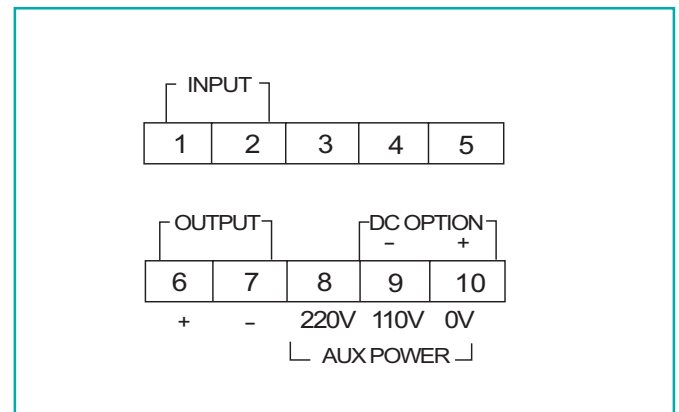 INPUT
1 2 3 4 5
OUTPUT DC OPTION
- +
6 7 8 9 10
+ - 220V 110V 0V
AUX POWER